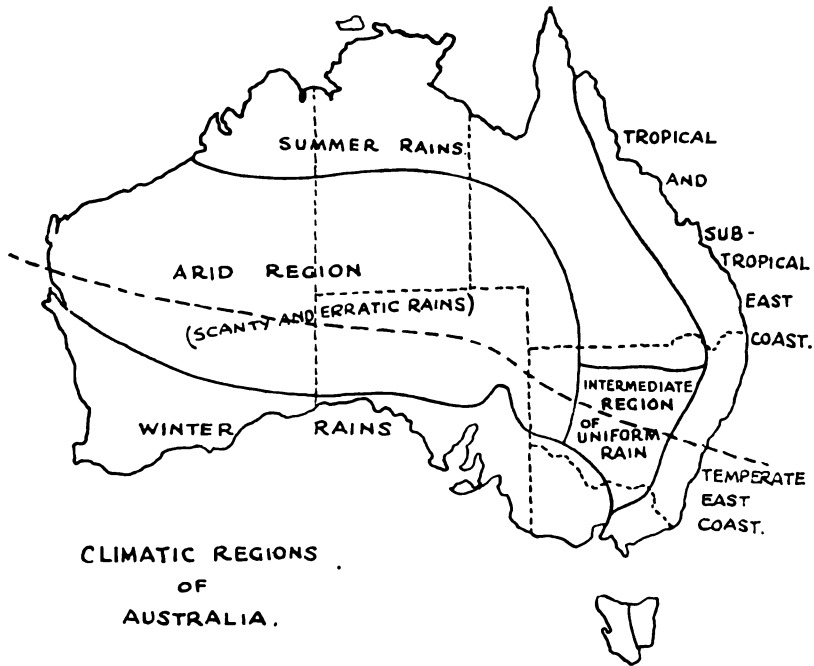 SUMMER RAINS
TROPICAL
AND
SUB-
TROPICAL
EAST
COAST.
ARID REGION
(SCANTY AND ERRATIC RAINS)
INTERMEDIATE
REGION
OF
UNIFORM
RAIN
WINTER RAINS
TEMPERATE
EAST
COAST.
CLIMATIC REGIONS
OF
AUSTRALIA.